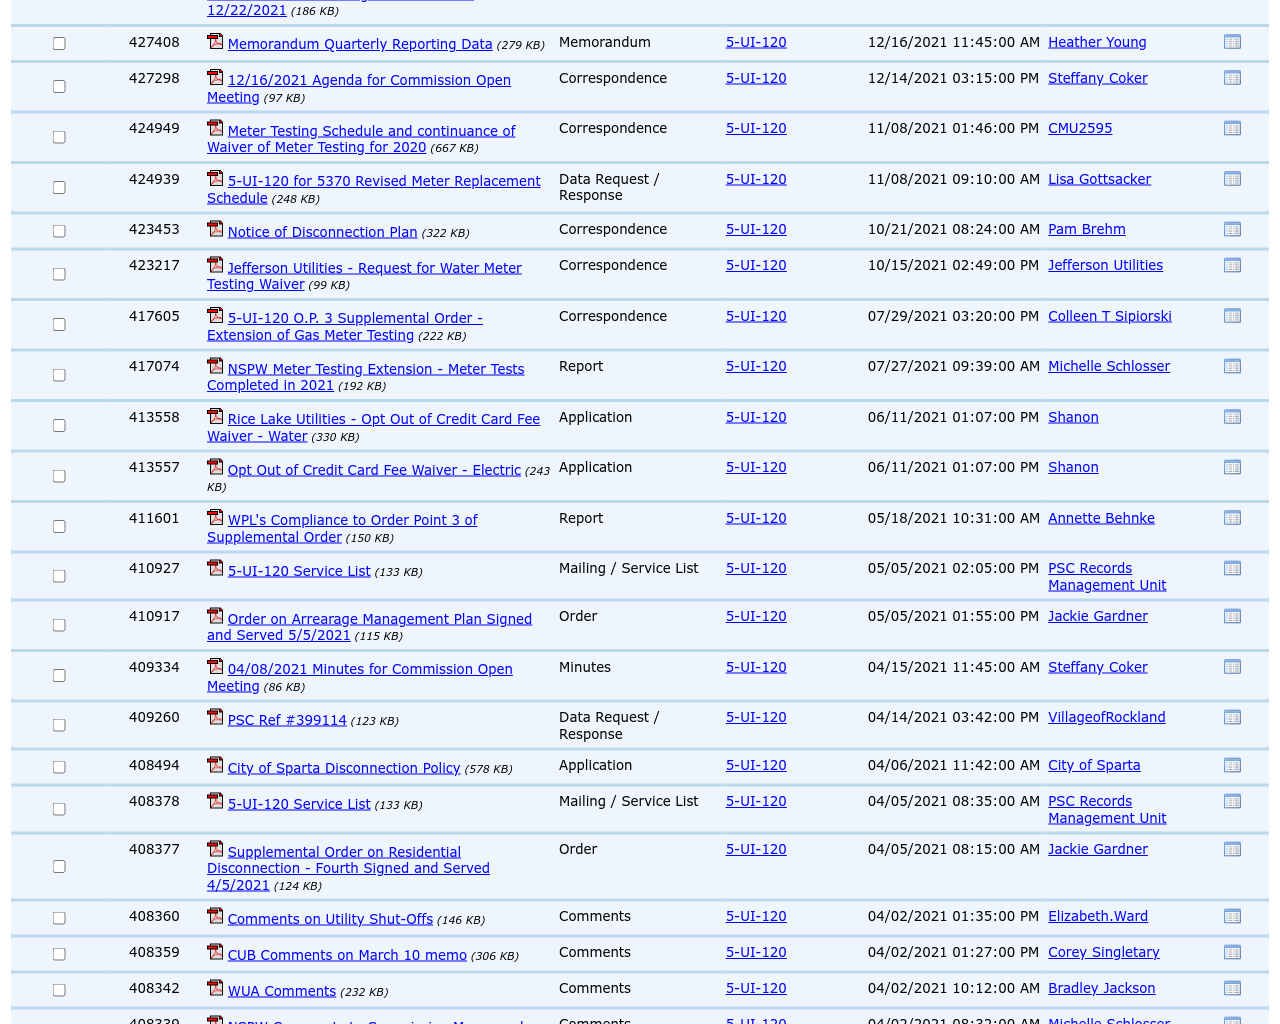 12/22/2021 (186 KB)
427408 Memorandum Quarterly Reporting Data (279 KB) Memorandum 5-UI-120 12/16/2021 11:45:00 AM Heather Young
427298 12/16/2021 Agenda for Commission Open Correspondence 5-UI-120 12/14/2021 03:15:00 PM Steffany Coker
Meeting (97 KB)
424949 Meter Testing Schedule and continuance of Correspondence 5-UI-120 11/08/2021 01:46:00 PM CMU2595
Waiver of Meter Testing for 2020 (667 KB)
424939 5-UI-120 for 5370 Revised Meter Replacement Data Request / 5-UI-120 11/08/2021 09:10:00 AM Lisa Gottsacker
Schedule (248 KB) Response
423453 Notice of Disconnection Plan (322 KB) Correspondence 5-UI-120 10/21/2021 08:24:00 AM Pam Brehm
423217 Jefferson Utilities - Request for Water Meter Correspondence 5-UI-120 10/15/2021 02:49:00 PM Jefferson Utilities
Testing Waiver (99 KB)
417605 5-UI-120 O.P. 3 Supplemental Order - Correspondence 5-UI-120 07/29/2021 03:20:00 PM Colleen T Sipiorski
Extension of Gas Meter Testing (222 KB)
417074 NSPW Meter Testing Extension - Meter Tests Report 5-UI-120 07/27/2021 09:39:00 AM Michelle Schlosser
Completed in 2021 (192 KB)
413558 Rice Lake Utilities - Opt Out of Credit Card Fee Application 5-UI-120 06/11/2021 01:07:00 PM Shanon
Waiver - Water (330 KB)
413557 Opt Out of Credit Card Fee Waiver - Electric (243 Application 5-UI-120 06/11/2021 01:07:00 PM Shanon
KB)
411601 WPL's Compliance to Order Point 3 of Report 5-UI-120 05/18/2021 10:31:00 AM Annette Behnke
Supplemental Order (150 KB)
410927 5-UI-120 Service List (133 KB) Mailing / Service List 5-UI-120 05/05/2021 02:05:00 PM PSC Records
Management Unit
410917 Order on Arrearage Management Plan Signed Order 5-UI-120 05/05/2021 01:55:00 PM Jackie Gardner
and Served 5/5/2021 (115 KB)
409334 04/08/2021 Minutes for Commission Open Minutes 5-UI-120 04/15/2021 11:45:00 AM Steffany Coker
Meeting (86 KB)
409260 PSC Ref #399114 (123 KB) Data Request / 5-UI-120 04/14/2021 03:42:00 PM VillageofRockland
Response
408494 City of Sparta Disconnection Policy (578 KB) Application 5-UI-120 04/06/2021 11:42:00 AM City of Sparta
408378 5-UI-120 Service List (133 KB) Mailing / Service List 5-UI-120 04/05/2021 08:35:00 AM PSC Records
Management Unit
408377 Supplemental Order on Residential Order 5-UI-120 04/05/2021 08:15:00 AM Jackie Gardner
Disconnection - Fourth Signed and Served
4/5/2021 (124 KB)
408360 Comments on Utility Shut-Offs (146 KB) Comments 5-UI-120 04/02/2021 01:35:00 PM Elizabeth.Ward
408359 CUB Comments on March 10 memo (306 KB) Comments 5-UI-120 04/02/2021 01:27:00 PM Corey Singletary
408342 WUA Comments (232 KB) Comments 5-UI-120 04/02/2021 10:12:00 AM Bradley Jackson